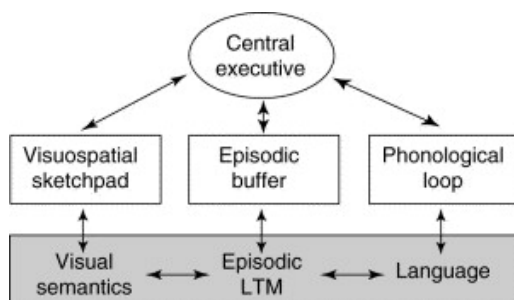 Central
executive
Visuospatial
sketchpad
Episodic
buffer
Phonological
loop
Visual
semantics
Episodic
LTM
Language